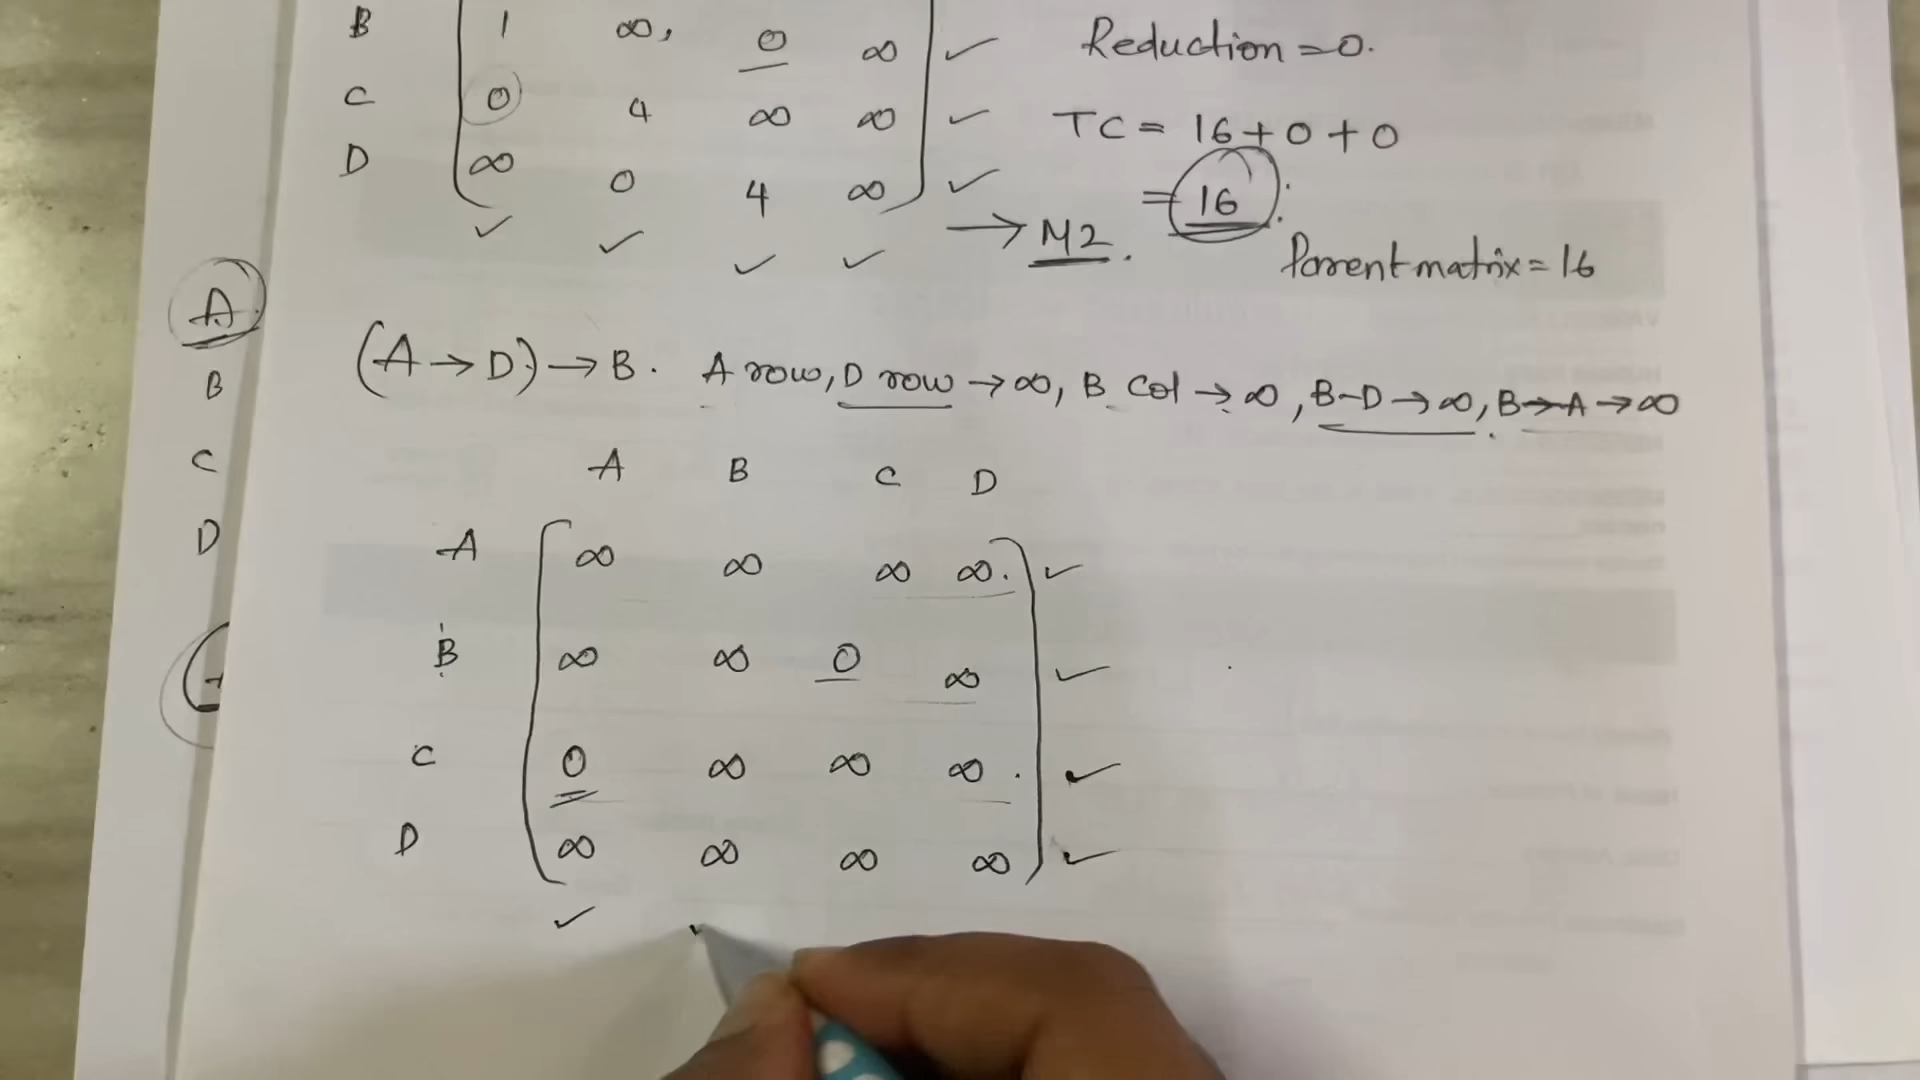 B 1 ∞, 0 ∞ ✓ Reduction = 0.
C 0 4 ∞ ∞ ✓ TC = 16 + 0 + 0
D ∞ 0 4 ∞ ✓ = 16
✓ ✓ ✓ ✓ → M2. Parent matrix = 16
A
B
C
D
(A → D) → B. A row, D row → ∞, B Col → ∞, B-D → ∞, B → A → ∞
A B C D
A ∞ ∞ ∞ ∞. ✓
B ∞ ∞ 0 ∞ ✓
C 0 ∞ ∞ ∞. ✓
D ∞ ∞ ∞ ∞ ✓
✓